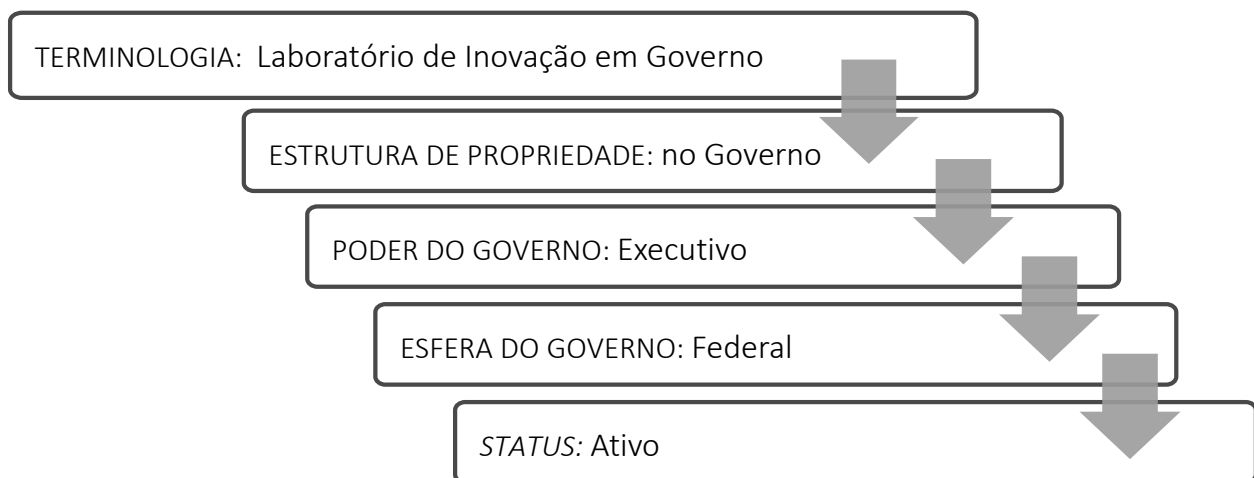 TERMINOLOGIA: Laboratório de Inovação em Governo
ESTRUTURA DE PROPRIEDADE: no Governo
PODER DO GOVERNO: Executivo
ESFERA DO GOVERNO: Federal
STATUS: Ativo